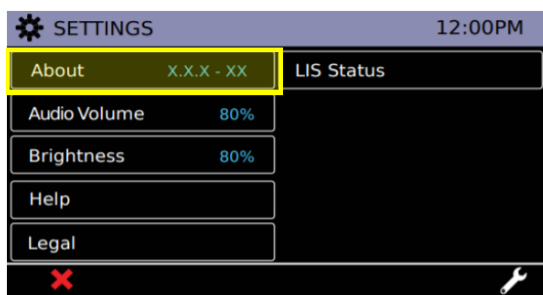 SETTINGS 12:00PM
About X.X.X - XX LIS Status
Audio Volume 80%
Brightness 80%
Help
Legal